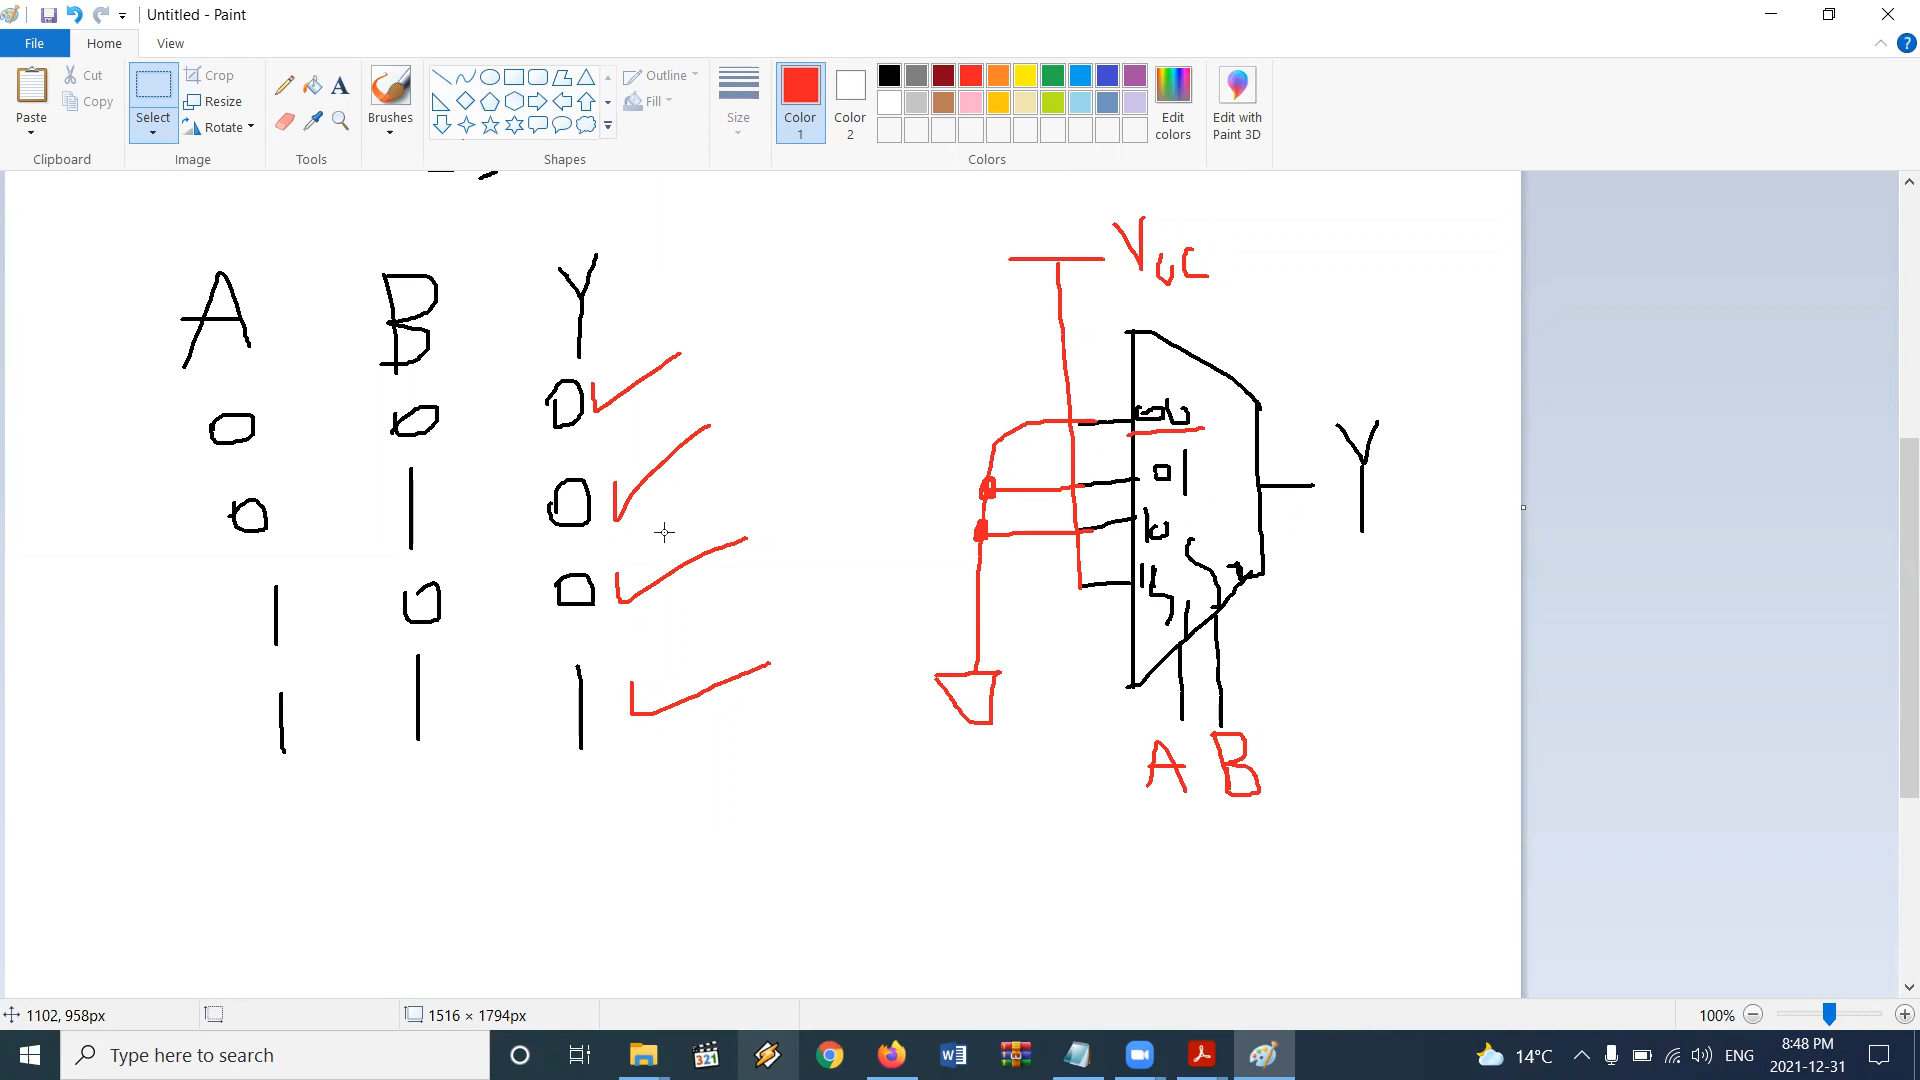 Untitled - Paint
File Home View
Paste
Cut
Copy
Clipboard
Select
Crop
Resize
Rotate
Image
Tools
Brushes
Shapes
Outline
Fill
Size
Color 1
Color 2
Edit colors
Edit with Paint 3D
Colors
VCC
A B Y
0 0 0
0 1 0
1 0 0
1 1 1
00
01
10
11
Y
A B
1102, 958px
1516 × 1794px
100%
Type here to search
321
14°C
ENG
8:48 PM
2021-12-31